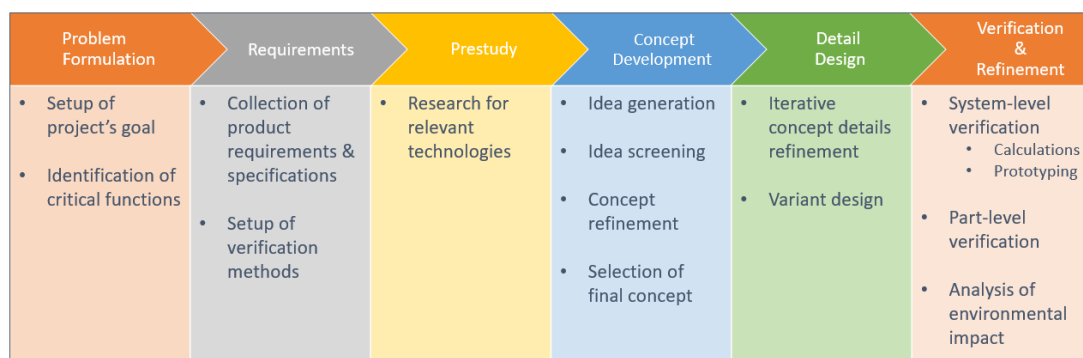 Problem
Formulation
Requirements
Prestudy
Concept
Development
Detail
Design
Verification
&
Refinement
• Setup of
project's goal
• Identification of
critical functions
• Collection of
product
requirements &
specifications
• Setup of
verification
methods
• Research for
relevant
technologies
• Idea generation
• Idea screening
• Concept
refinement
• Selection of
final concept
• Iterative
concept details
refinement
• Variant design
• System-level
verification
• Calculations
• Prototyping
• Part-level
verification
• Analysis of
environmental
impact